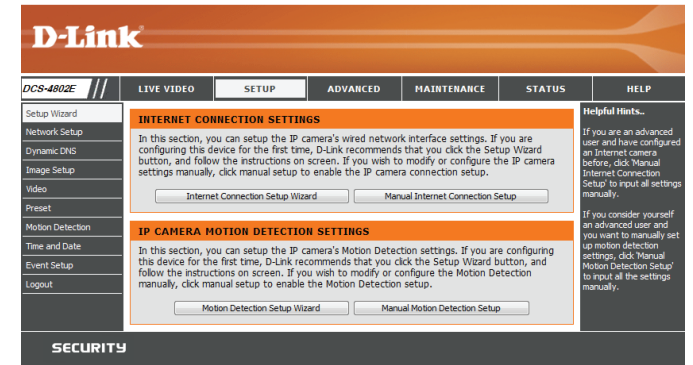 D-Link
DCS-4802E // LIVE VIDEO SETUP ADVANCED MAINTENANCE STATUS HELP
Setup Wizard
Network Setup
Dynamic DNS
Image Setup
Video
Preset
Motion Detection
Time and Date
Event Setup
Logout
INTERNET CONNECTION SETTINGS
In this section, you can setup the IP camera's wired network interface settings. If you are
configuring this device for the first time, D-Link recommends that you click the Setup Wizard
button, and follow the instructions on screen. If you wish to modify or configure the IP camera
settings manually, click manual setup to enable the IP camera connection setup.
Internet Connection Setup Wizard Manual Internet Connection Setup
IP CAMERA MOTION DETECTION SETTINGS
In this section, you can setup the IP camera's Motion Detection settings. If you are configuring
this device for the first time, D-Link recommends that you click the Setup Wizard button, and
follow the instructions on screen. If you wish to modify or configure the Motion Detection
manually, click manual setup to enable the Motion Detection setup.
Motion Detection Setup Wizard Manual Motion Detection Setup
Helpful Hints..
If you are an advanced
user and have configured
an Internet camera
before, click 'Manual
Internet Connection
Setup' to input all settings
manually.
If you consider yourself
an advanced user and
you want to manually set
up motion detection
settings, click 'Manual
Motion Detection Setup'
to input all the settings
manually.
SECURITY